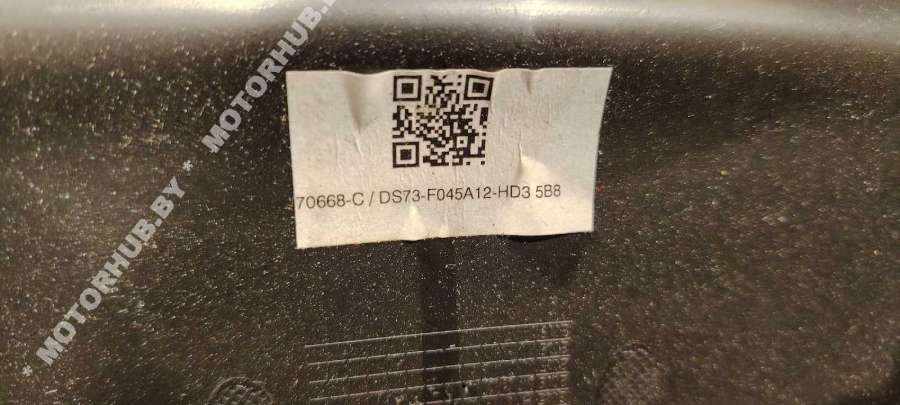 * MOTORHUB.BY * MOTORHUB.BY
70668-C / DS73-F045A12-HD3 5B8